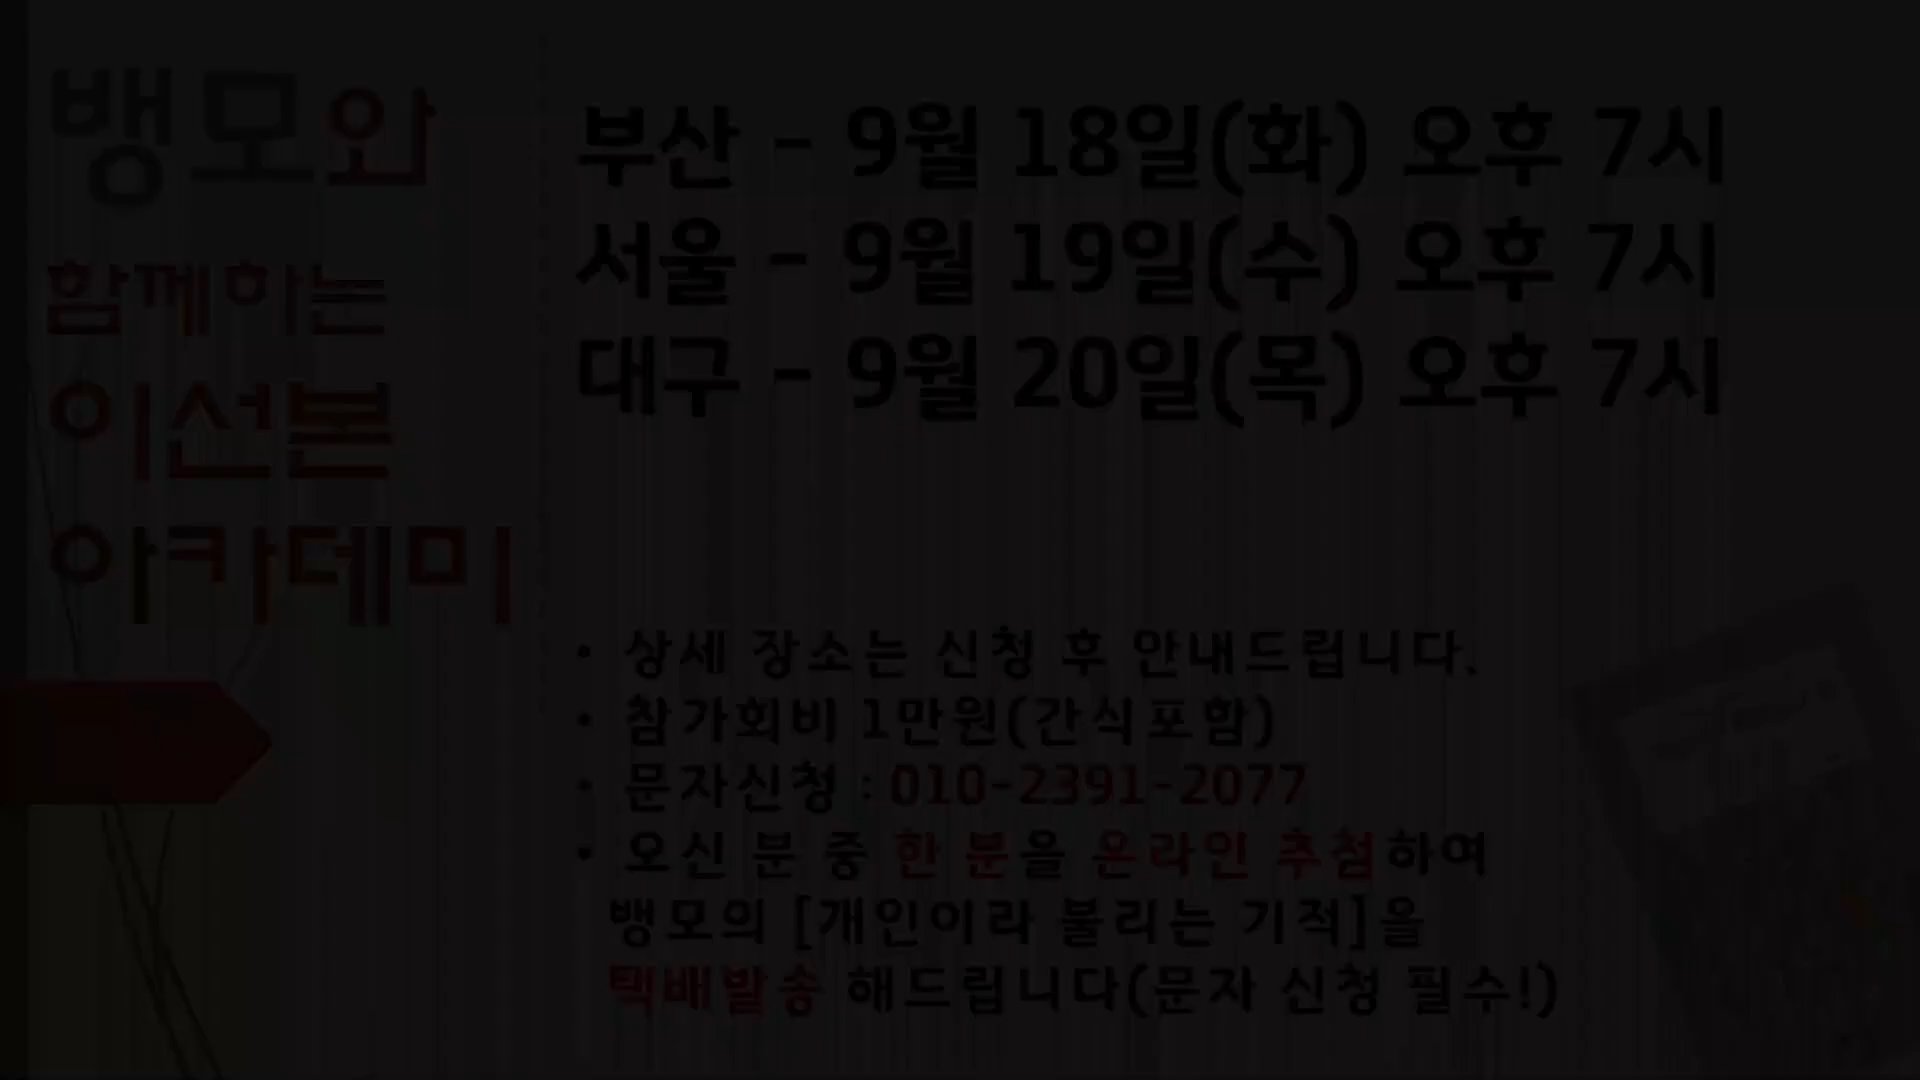 뱅모와
함께하는
이선본
아카데미
부산 - 9월 18일(화) 오후 7시
서울 - 9월 19일(수) 오후 7시
대구 - 9월 20일(목) 오후 7시
• 상세 장소는 신청 후 안내드립니다.
• 참가회비 1만원(간식포함)
• 문자신청 : 010-2391-2077
• 오신 분 중 한 분을 온라인 추첨하여
뱅모의 [개인이라 불리는 기적]을
택배발송 해드립니다(문자 신청 필수!)